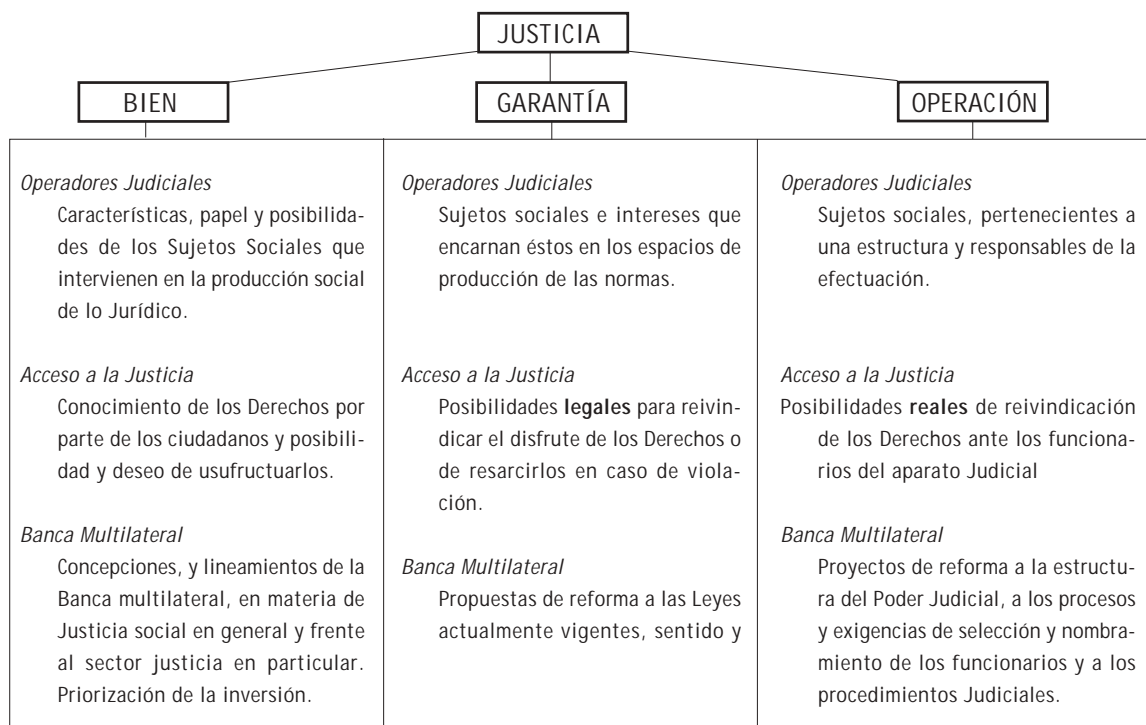 JUSTICIA
BIEN
GARANTÍA
OPERACIÓN
Operadores Judiciales
Características, papel y posibilida-
des de los Sujetos Sociales que
intervienen en la producción social
de lo Jurídico.
Acceso a la Justicia
Conocimiento de los Derechos por
parte de los ciudadanos y posibili-
dad y deseo de usufructuarlos.
Banca Multilateral
Concepciones, y lineamientos de la
Banca multilateral, en materia de
Justicia social en general y frente
al sector justicia en particular.
Priorización de la inversión.
Operadores Judiciales
Sujetos sociales e intereses que
encarnan éstos en los espacios de
producción de las normas.
Acceso a la Justicia
Posibilidades legales para reivin-
dicar el disfrute de los Derechos o
de resarcirlos en caso de viola-
ción.
Banca Multilateral
Propuestas de reforma a las Leyes
actualmente vigentes, sentido y
Operadores Judiciales
Sujetos sociales, pertenecientes a
una estructura y responsables de la
efectuación.
Acceso a la Justicia
Posibilidades reales de reivindicación
de los Derechos ante los funciona-
rios del aparato Judicial
Banca Multilateral
Proyectos de reforma a la estructu-
ra del Poder Judicial, a los procesos
y exigencias de selección y nombra-
miento de los funcionarios y a los
procedimientos Judiciales.